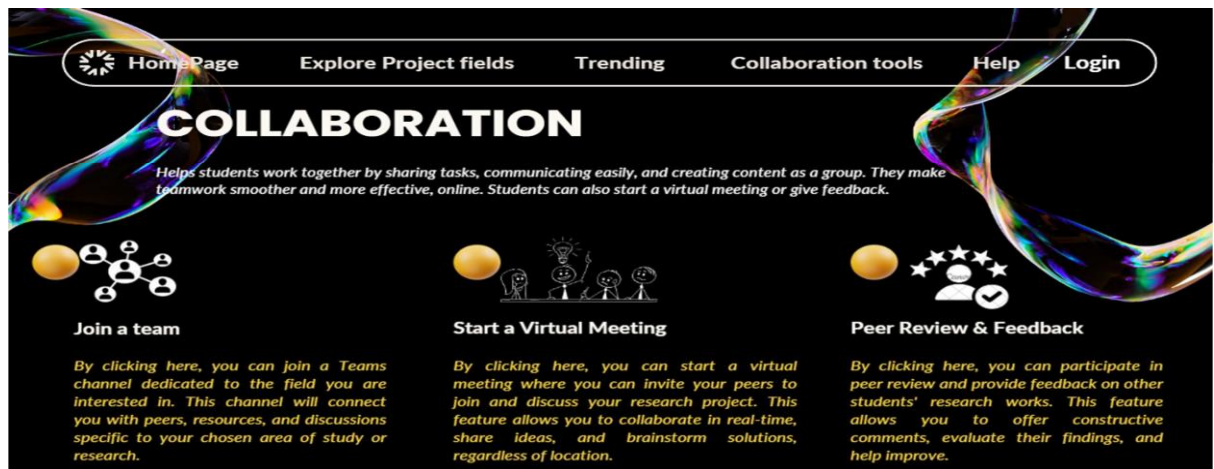 HomePage Explore Project fields Trending Collaboration tools Help Login
COLLABORATION
Helps students work together by sharing tasks, communicating easily, and creating content as a group. They make
teamwork smoother and more effective, online. Students can also start a virtual meeting or give feedback.
Join a team
By clicking here, you can join a Teams
channel dedicated to the field you are
interested in. This channel will connect
you with peers, resources, and discussions
specific to your chosen area of study or
research.
Start a Virtual Meeting
By clicking here, you can start a virtual
meeting where you can invite your peers to
join and discuss your research project. This
feature allows you to collaborate in real-time,
share ideas, and brainstorm solutions,
regardless of location.
Peer Review & Feedback
By clicking here, you can participate in
peer review and provide feedback on other
students' research works. This feature
allows you to offer constructive
comments, evaluate their findings, and
help improve.